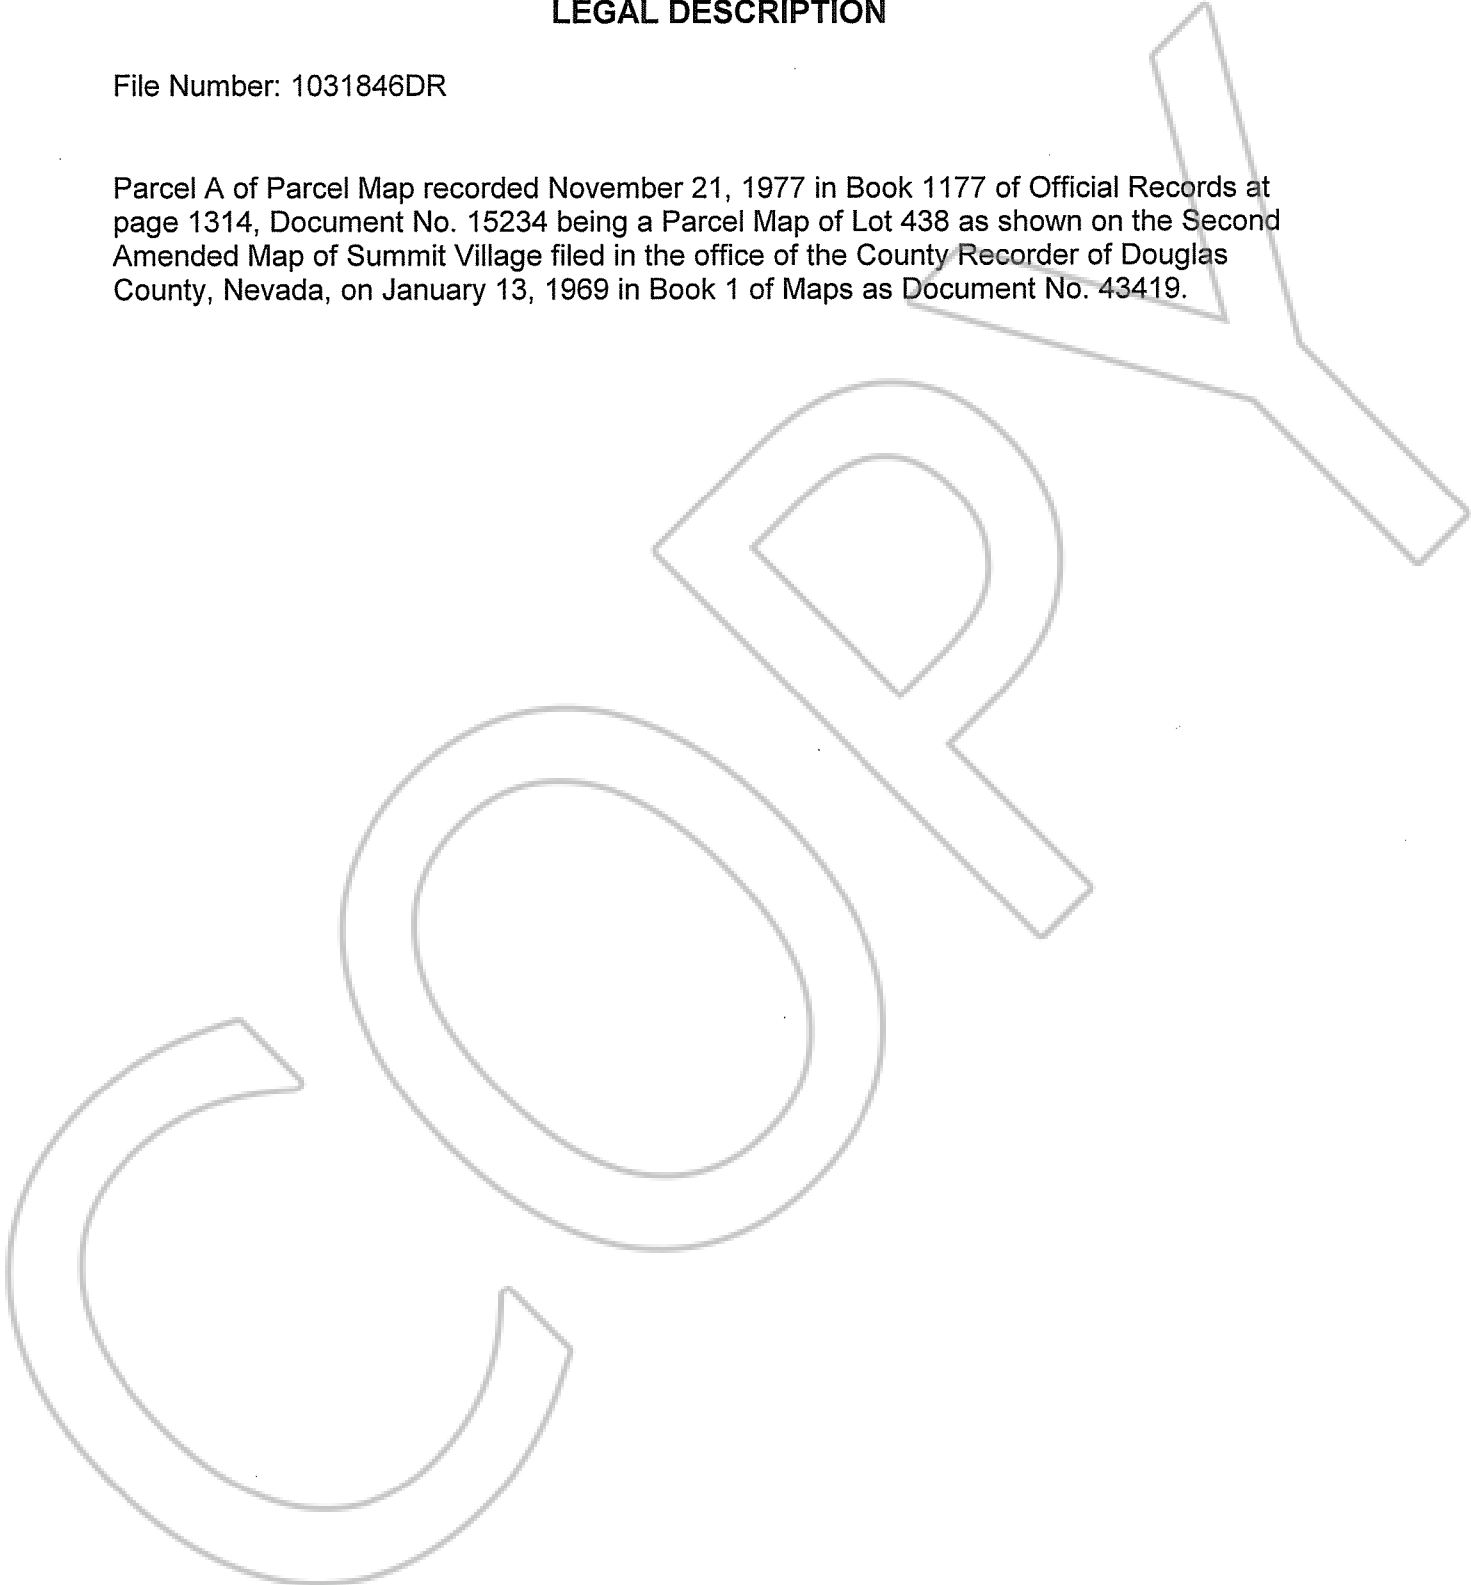 LEGAL DESCRIPTION
File Number: 1031846DR
Parcel A of Parcel Map recorded November 21, 1977 in Book 1177 of Official Records at
page 1314, Document No. 15234 being a Parcel Map of Lot 438 as shown on the Second
Amended Map of Summit Village filed in the office of the County Recorder of Douglas
County, Nevada, on January 13, 1969 in Book 1 of Maps as Document No. 43419.
COPY